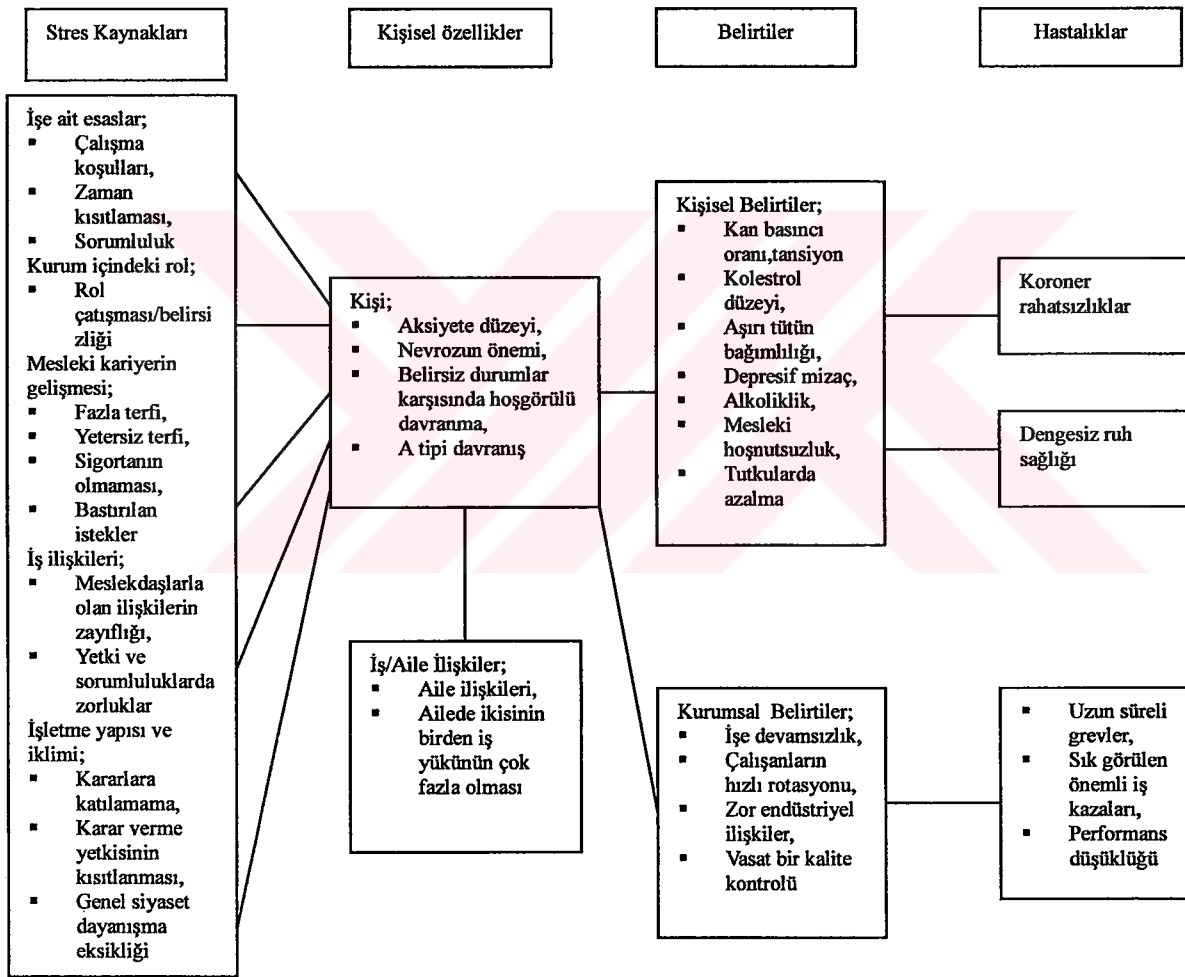 Stres Kaynakları
Kişisel özellikler
Belirtiler
Hastalıklar
İşe ait esaslar;
▪ Çalışma
koşulları,
▪ Zaman
kısıtlaması,
▪ Sorumluluk
Kurum içindeki rol;
▪ Rol
çatışması/belirsi
zliği
Mesleki kariyerin
gelişmesi;
▪ Fazla terfi,
▪ Yetersiz terfi,
▪ Sigortanın
olmaması,
▪ Bastırılan
istekler
İş ilişkileri;
▪ Meslekdaşlarla
olan ilişkilerin
zayıflığı,
▪ Yetki ve
sorumluluklarda
zorluklar
İşletme yapısı ve
iklimi;
▪ Kararlara
katılamama,
▪ Karar verme
yetkisinin
kısıtlanması,
▪ Genel siyaset
dayanışma
eksikliği
Kişi;
▪ Aksiyete düzeyi,
▪ Nevrozun önemi,
▪ Belirsiz durumlar
karşısında hoşgörülü
davranma,
▪ A tipi davranış
İş/Aile İlişkiler;
▪ Aile ilişkileri,
▪ Ailede ikisinin
birden iş
yükünün çok
fazla olması
Kişisel Belirtiler;
▪ Kan basıncı
oranı,tansiyon
▪ Kolestrol
düzeyi,
▪ Aşırı tütün
bağımlılığı,
▪ Depresif mizaç,
▪ Alkoliklik,
▪ Mesleki
hoşnutsuzluk,
▪ Tutkularda
azalma
Kurumsal Belirtiler;
▪ İşe devamsızlık,
▪ Çalışanların
hızlı rotasyonu,
▪ Zor endüstriyel
ilişkiler,
▪ Vasat bir kalite
kontrolü
Koroner
rahatsızlıklar
Dengesiz ruh
sağlığı
▪ Uzun süreli
grevler,
▪ Sık görülen
önemli iş
kazaları,
▪ Performans
düşüklüğü